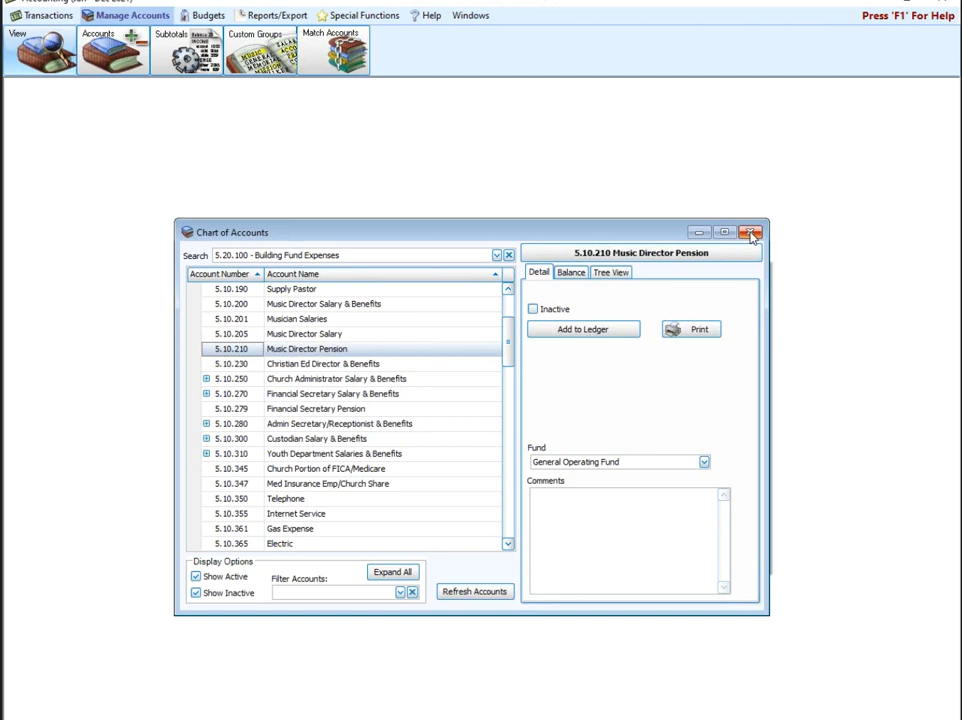 Transactions Manage Accounts Budgets Reports/Export Special Functions Help Windows Press 'F1' For Help
View Accounts Subtotals Custom Groups Match Accounts
Chart of Accounts
Search 5.20.100 - Building Fund Expenses
5.10.210 Music Director Pension
Account Number Account Name
Detail Balance Tree View
5.10.190 Supply Pastor
5.10.200 Music Director Salary & Benefits
5.10.201 Musician Salaries
5.10.205 Music Director Salary
5.10.210 Music Director Pension
5.10.230 Christian Ed Director & Benefits
5.10.250 Church Administrator Salary & Benefits
5.10.270 Financial Secretary Salary & Benefits
5.10.279 Financial Secretary Pension
5.10.280 Admin Secretary/Receptionist & Benefits
5.10.300 Custodian Salary & Benefits
5.10.310 Youth Department Salaries & Benefits
5.10.345 Church Portion of FICA/Medicare
5.10.347 Med Insurance Emp/Church Share
5.10.350 Telephone
5.10.355 Internet Service
5.10.361 Gas Expense
5.10.365 Electric
Inactive
Add to Ledger Print
Fund
General Operating Fund
Comments
Display Options
Show Active
Show Inactive
Filter Accounts:
Expand All
Refresh Accounts